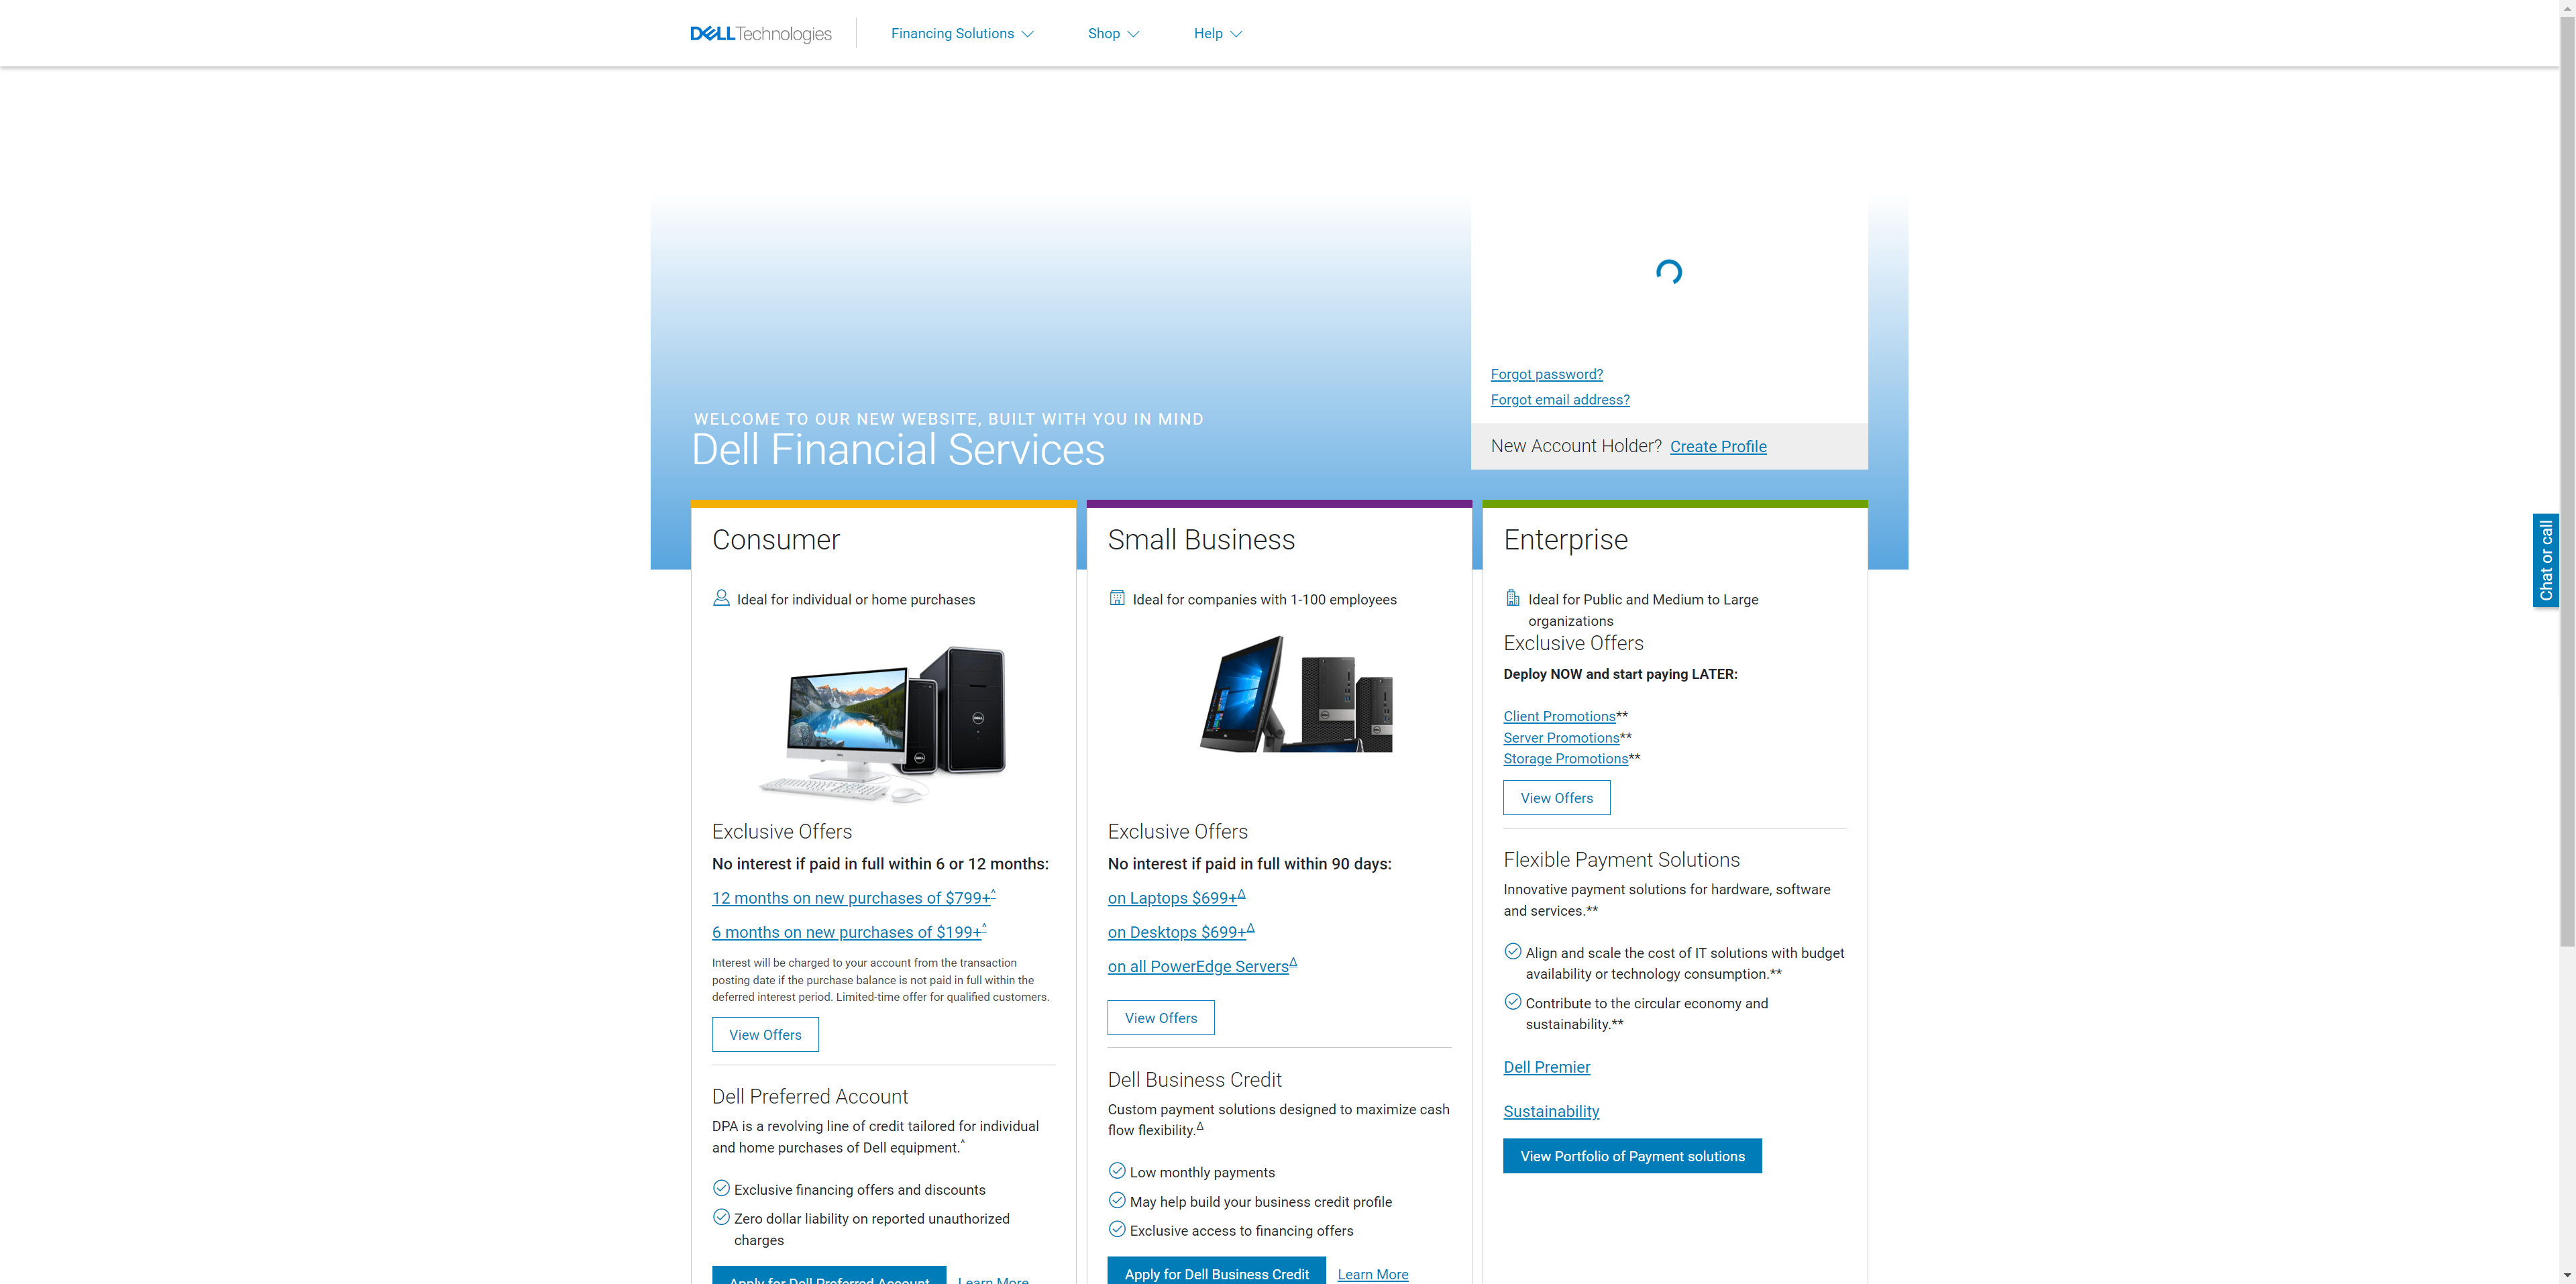 DELLTechnologies
Financing Solutions
Shop
Help
Forgot password?
Forgot email address?
New Account Holder? Create Profile
WELCOME TO OUR NEW WEBSITE, BUILT WITH YOU IN MIND
Dell Financial Services
Chat or call
Consumer
Ideal for individual or home purchases
Exclusive Offers
No interest if paid in full within 6 or 12 months:
12 months on new purchases of $799+^
6 months on new purchases of $199+^
Interest will be charged to your account from the transaction
posting date if the purchase balance is not paid in full within the
deferred interest period. Limited-time offer for qualified customers.
View Offers
Dell Preferred Account
DPA is a revolving line of credit tailored for individual
and home purchases of Dell equipment.^
Exclusive financing offers and discounts
Zero dollar liability on reported unauthorized
charges
Apply for Dell Preferred Account
Learn More
Small Business
Ideal for companies with 1-100 employees
Exclusive Offers
No interest if paid in full within 90 days:
on Laptops $699+Δ
on Desktops $699+Δ
on all PowerEdge ServersΔ
View Offers
Dell Business Credit
Custom payment solutions designed to maximize cash
flow flexibility.Δ
Low monthly payments
May help build your business credit profile
Exclusive access to financing offers
Apply for Dell Business Credit
Learn More
Enterprise
Ideal for Public and Medium to Large
organizations
Exclusive Offers
Deploy NOW and start paying LATER:
Client Promotions**
Server Promotions**
Storage Promotions**
View Offers
Flexible Payment Solutions
Innovative payment solutions for hardware, software
and services.**
Align and scale the cost of IT solutions with budget
availability or technology consumption.**
Contribute to the circular economy and
sustainability.**
Dell Premier
Sustainability
View Portfolio of Payment solutions